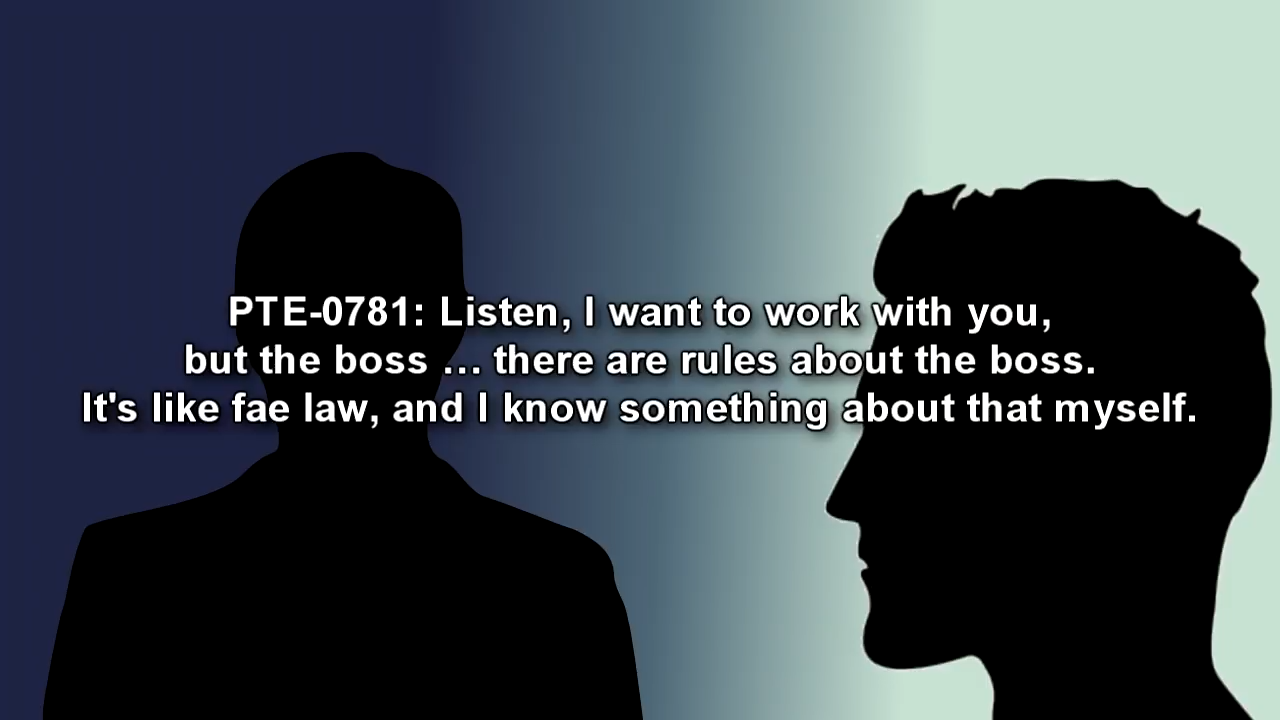 PTE-0781: Listen, I want to work with you,
but the boss ... there are rules about the boss.
It's like fae law, and I know something about that myself.